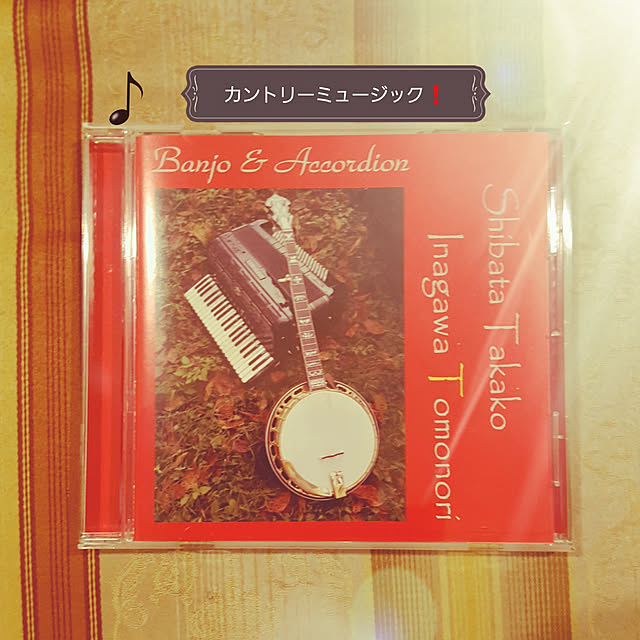 カントリーミュージック❗
Banjo & Accordion
Shibata Takako
Inagawa Tomonori